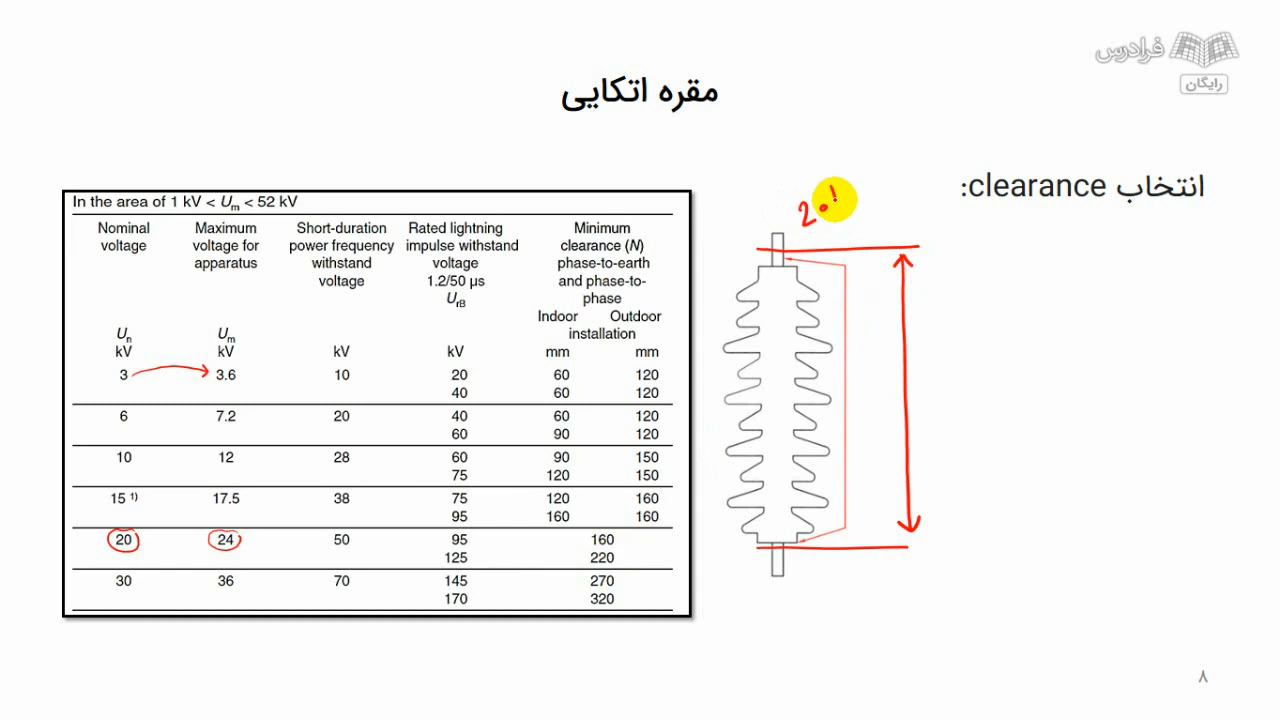 فرادرس
رایگان
مقره اتکایی
انتخاب clearance:
In the area of 1 kV < Um < 52 kV
Nominal voltage Maximum voltage for apparatus Short-duration power frequency withstand voltage Rated lightning impulse withstand voltage 1.2/50 μs UrB Minimum clearance (N) phase-to-earth and phase-to-phase
Indoor Outdoor
installation
Un Um
kV kV kV kV mm mm
3 3.6 10 20 60 120
40 60 120
6 7.2 20 40 60 120
60 90 120
10 12 28 60 90 150
75 120 150
15 1) 17.5 38 75 120 160
95 160 160
20 24 50 95 160
125 220
30 36 70 145 270
170 320
۸